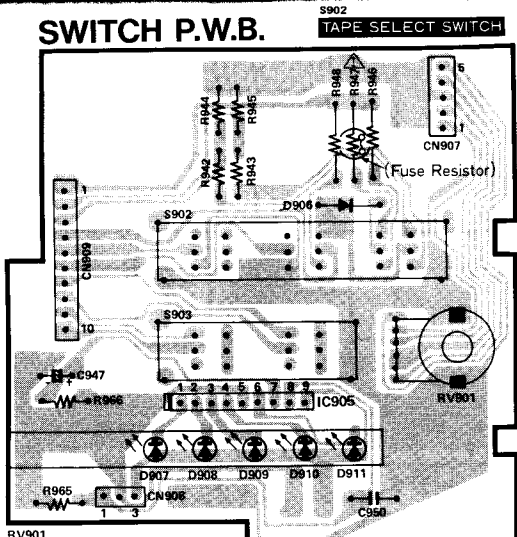 S902
SWITCH P.W.B.
TAPE SELECT SWITCH
R944
R945
R948
R947
R946
5
1
CN907
R942
R943
(Fuse Resistor)
1
D906
S902
CN909
10
S903
C947
+
R966
1 2 3 4 5 6 7 8 9
IC905
RV901
D907 D908 D909 D910 D911
R965
CN908
1 3
C950
RV901